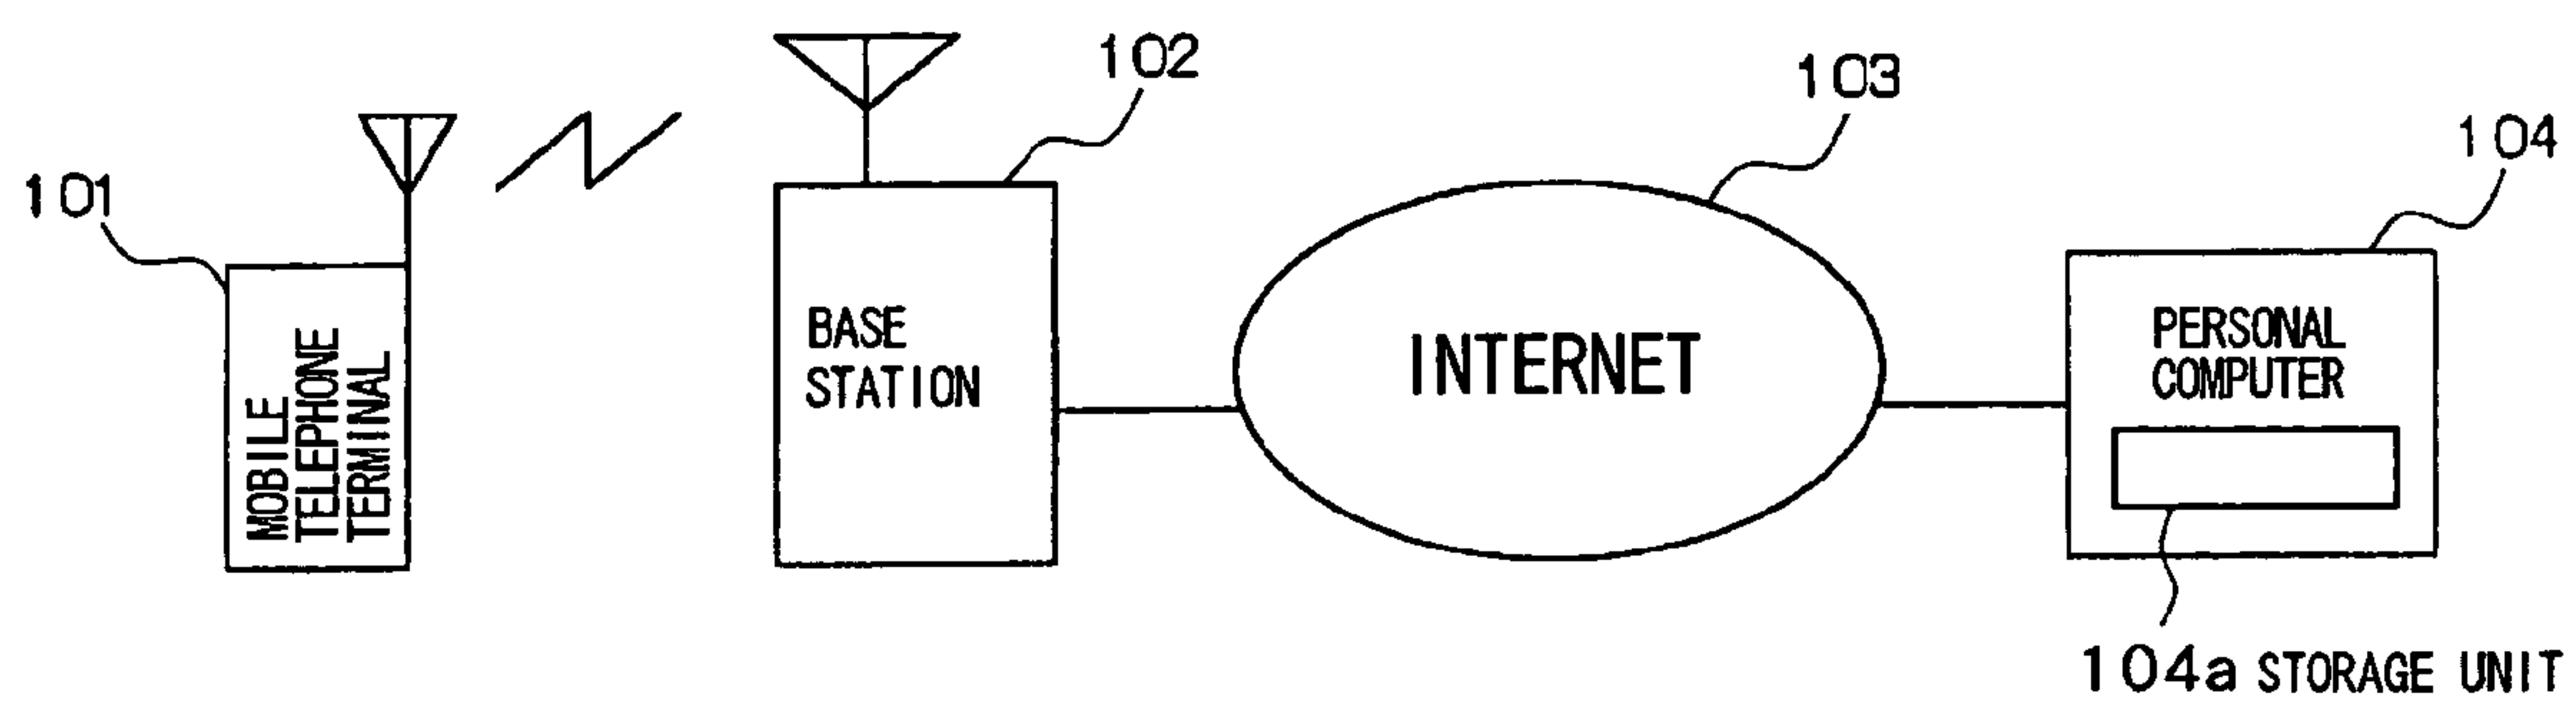 101
102
103
104
MOBILE
TELEPHONE
TERMINAL
BASE
STATION
INTERNET
PERSONAL
COMPUTER
104a STORAGE UNIT